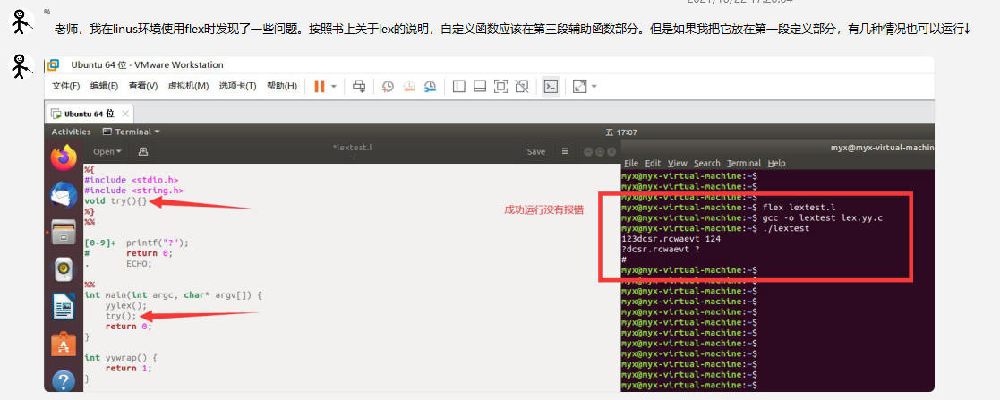 2021/10/22 17:20:04
老师，我在linus环境使用flex时发现了一些问题。按照书上关于lex的说明，自定义函数应该在第三段辅助函数部分。但是如果我把它放在第一段定义部分，有几种情况也可以运行↓
Ubuntu 64 位 - VMware Workstation
文件(F) 编辑(E) 查看(V) 虚拟机(M) 选项卡(T) 帮助(H)
Ubuntu 64 位
Activities Terminal 五 17:07
Open *lextest.l ~/ Save
%{
#include <stdio.h>
#include <string.h>
void try(){}
%}
%%
[0-9]+ printf("?");
# return 0;
. ECHO;
%%
int main(int argc, char* argv[]) {
yylex();
try();
return 0;
}
int yywrap() {
return 1;
}
成功运行没有报错
myx@myx-virtual-machin
File Edit View Search Terminal Help
myx@myx-virtual-machine:~$
myx@myx-virtual-machine:~$
myx@myx-virtual-machine:~$
myx@myx-virtual-machine:~$ flex lextest.l
myx@myx-virtual-machine:~$ gcc -o lextest lex.yy.c
myx@myx-virtual-machine:~$ ./lextest
123dcsr.rcwaevt 124
?dcsr.rcwaevt ?
#
myx@myx-virtual-machine:~$
myx@myx-virtual-machine:~$
myx@myx-virtual-machine:~$
myx@myx-virtual-machine:~$
myx@myx-virtual-machine:~$
myx@myx-virtual-machine:~$
myx@myx-virtual-machine:~$
myx@myx-virtual-machine:~$
myx@myx-virtual-machine:~$
myx@myx-virtual-machine:~$
myx@myx-virtual-machine:~$
myx@myx-virtual-machine:~$